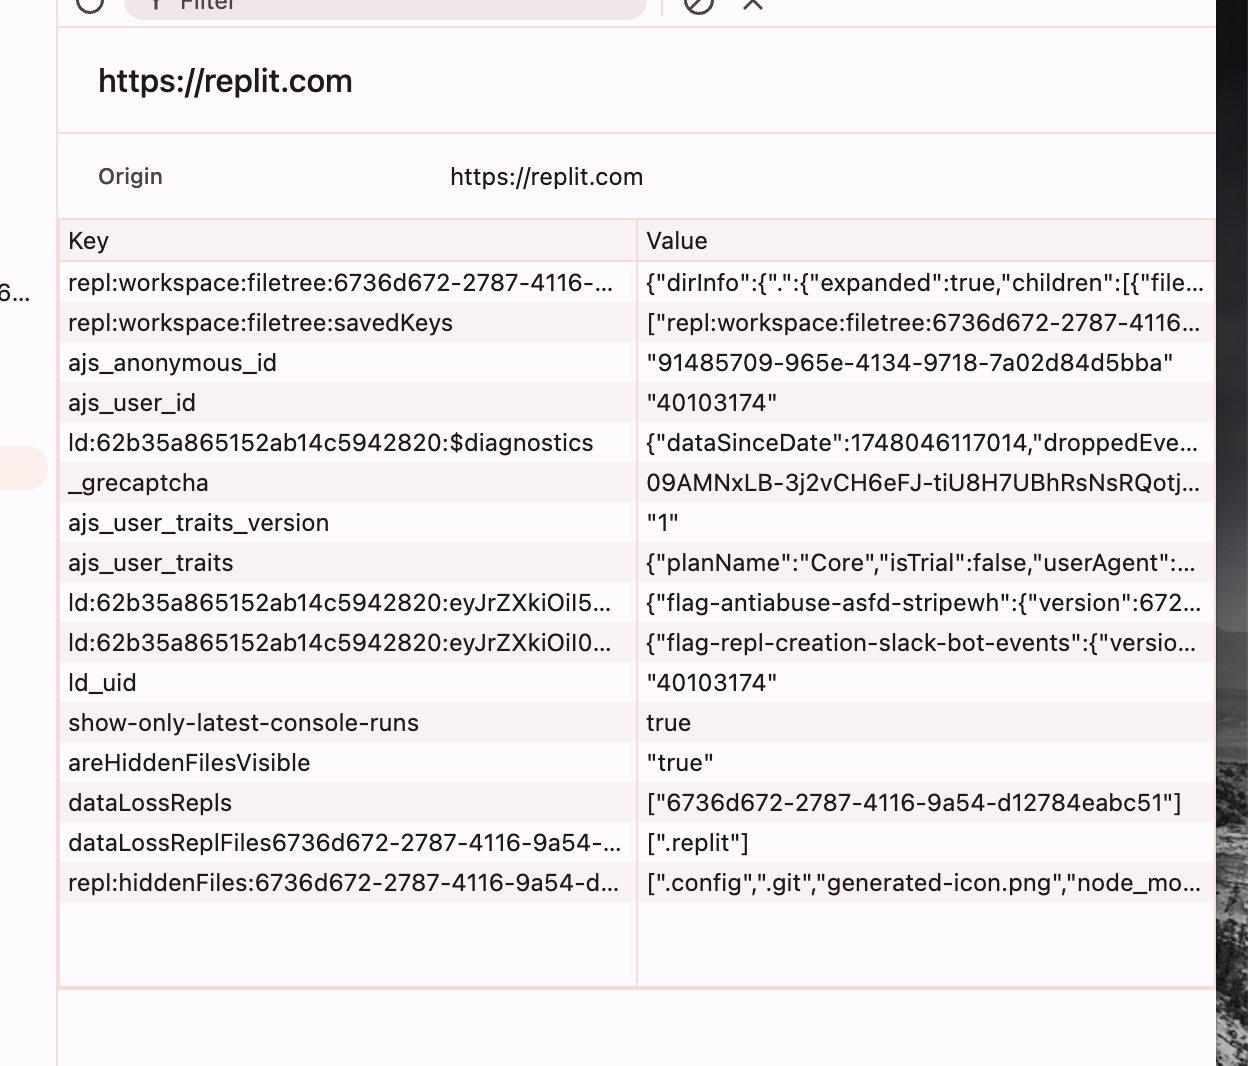 Filter
https://replit.com
Origin https://replit.com
Key Value
repl:workspace:filetree:6736d672-2787-4116-... {"dirInfo":{".":{"expanded":true,"children":[{"file...
6...
repl:workspace:filetree:savedKeys ["repl:workspace:filetree:6736d672-2787-4116...
ajs_anonymous_id "91485709-965e-4134-9718-7a02d84d5bba"
ajs_user_id "40103174"
ld:62b35a865152ab14c5942820:$diagnostics {"dataSinceDate":1748046117014,"droppedEve...
_grecaptcha 09AMNxLB-3j2vCH6eFJ-tiU8H7UBhRsNsRQotj...
ajs_user_traits_version "1"
ajs_user_traits {"planName":"Core","isTrial":false,"userAgent":...
ld:62b35a865152ab14c5942820:eyJrZXkiOiI5... {"flag-antiabuse-asfd-stripewh":{"version":672...
ld:62b35a865152ab14c5942820:eyJrZXkiOiI0... {"flag-repl-creation-slack-bot-events":{"versio...
ld_uid "40103174"
show-only-latest-console-runs true
areHiddenFilesVisible "true"
dataLossRepls ["6736d672-2787-4116-9a54-d12784eabc51"]
dataLossReplFiles6736d672-2787-4116-9a54-... [".replit"]
repl:hiddenFiles:6736d672-2787-4116-9a54-d... [".config",".git","generated-icon.png","node_mo...